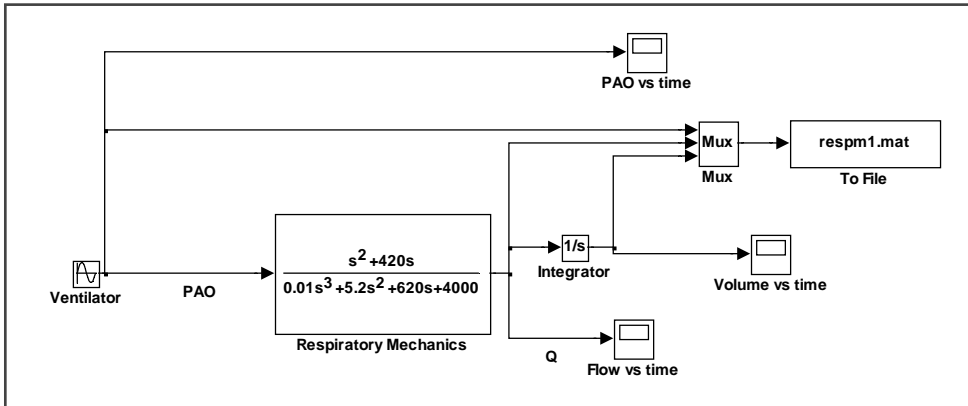 PAO vs time
Mux
Mux
respm1.mat
To File
s² +420s
0.01s³ +5.2s² +620s+4000
Respiratory Mechanics
Ventilator
PAO
1/s
Integrator
Volume vs time
Q
Flow vs time